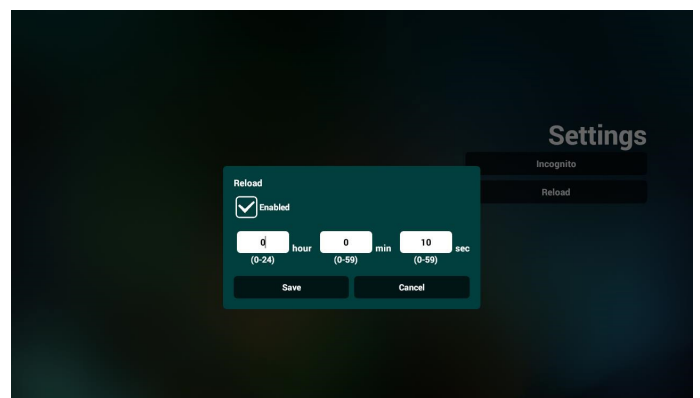 Settings
Incognito
Reload
Reload
Enabled
0 hour 0 min 10 sec
(0-24) (0-59) (0-59)
Save Cancel